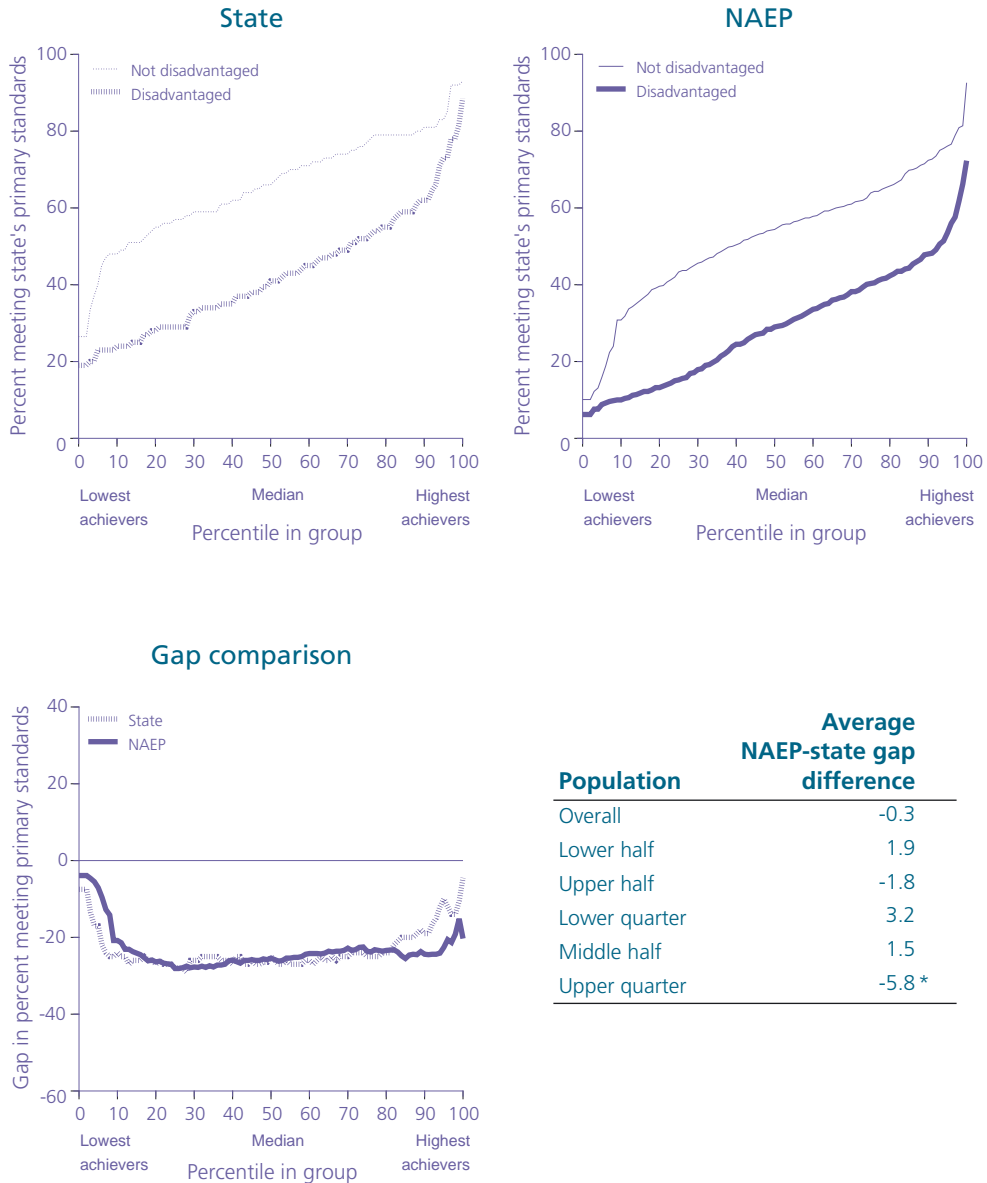 State
Percent meeting state's primary standards
100
80
60
40
20
0
Not disadvantaged
Disadvantaged
0 10 20 30 40 50 60 70 80 90 100
Lowest achievers
Median
Highest achievers
Percentile in group
NAEP
Percent meeting state's primary standards
100
80
60
40
20
0
Not disadvantaged
Disadvantaged
0 10 20 30 40 50 60 70 80 90 100
Lowest achievers
Median
Highest achievers
Percentile in group
Gap comparison
Gap in percent meeting primary standards
40
20
0
-20
-40
-60
State
NAEP
0 10 20 30 40 50 60 70 80 90 100
Lowest achievers
Median
Highest achievers
Percentile in group
Average
NAEP-state gap
Population difference
Overall -0.3
Lower half 1.9
Upper half -1.8
Lower quarter 3.2
Middle half 1.5
Upper quarter -5.8 *